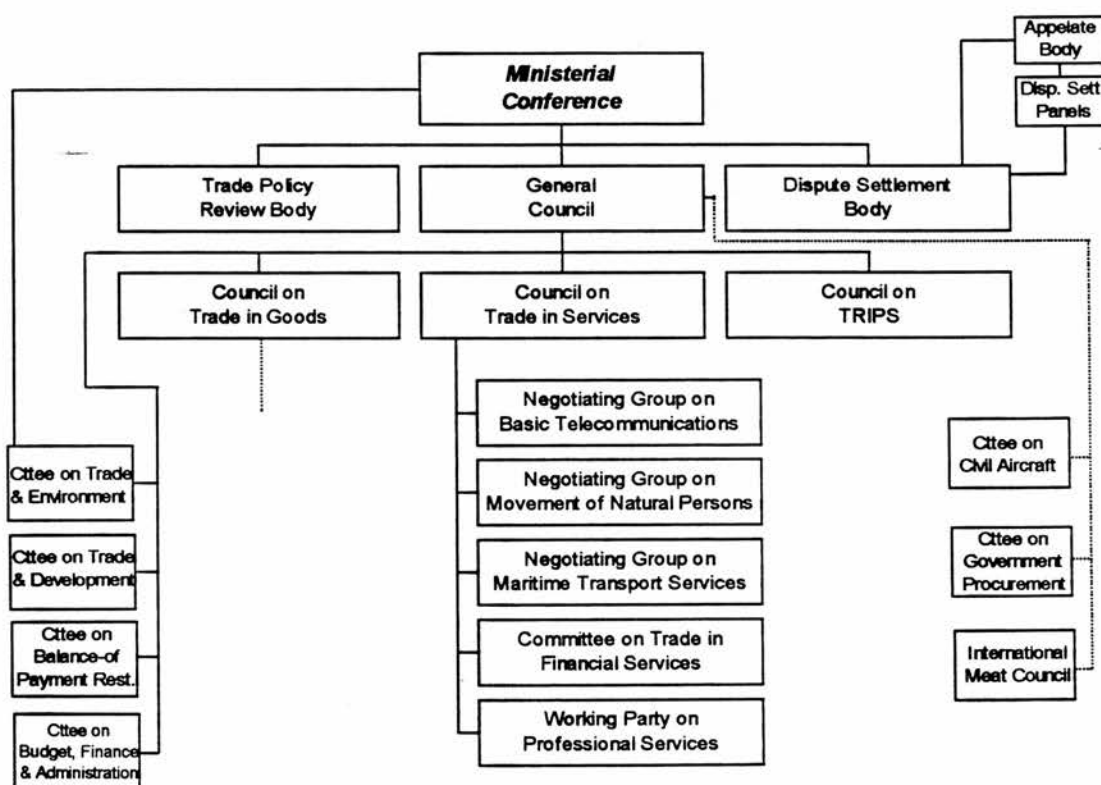 Appelate
Body
Ministerial
Conference
Disp. Sett.
Panels
Trade Policy
Review Body
General
Council
Dispute Settlement
Body
Council on
Trade in Goods
Council on
Trade in Services
Council on
TRIPS
Negotiating Group on
Basic Telecommunications
Negotiating Group on
Movement of Natural Persons
Negotiating Group on
Maritime Transport Services
Committee on Trade in
Financial Services
Working Party on
Professional Services
Cttee on Trade
& Environment
Cttee on Trade
& Development
Cttee on
Balance-of
Payment Rest.
Cttee on
Budget, Finance
& Administration
Cttee on
Civil Aircraft
Cttee on
Government
Procurement
International
Meat Council